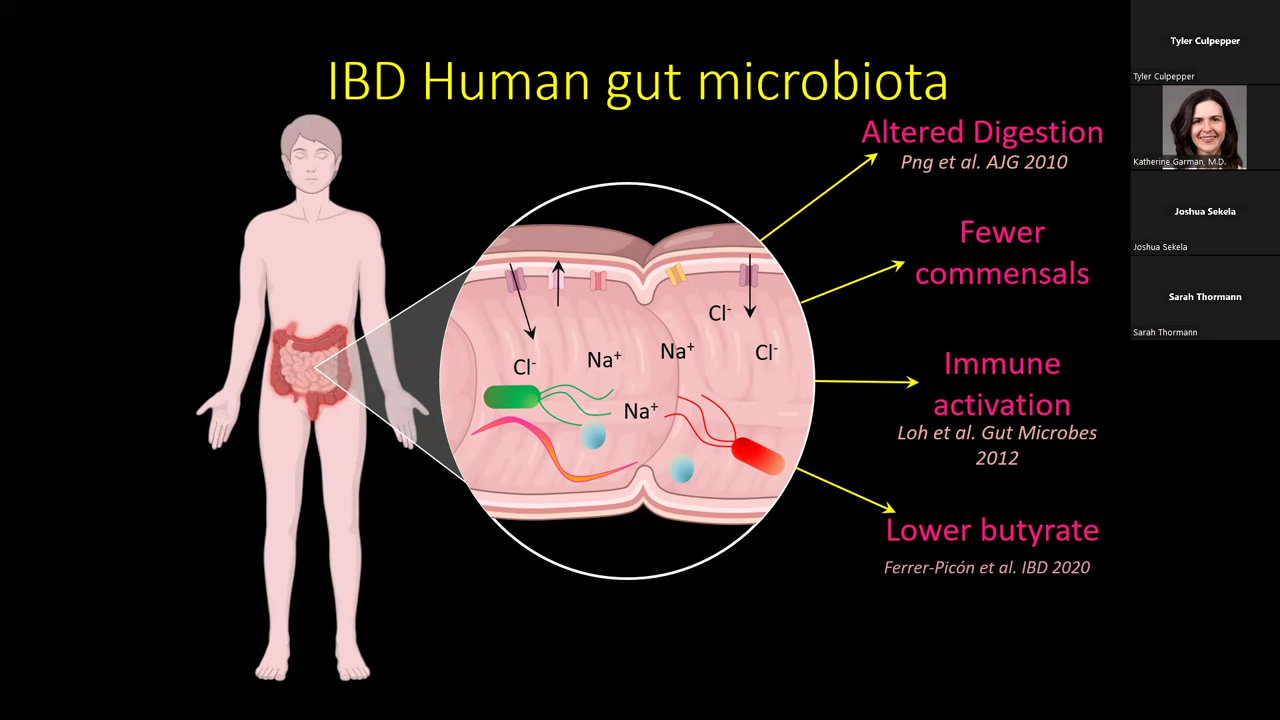 IBD Human gut microbiota
Altered Digestion
Png et al. AJG 2010
Fewer
commensals
Immune
activation
Loh et al. Gut Microbes
2012
Lower butyrate
Ferrer-Picón et al. IBD 2020
Cl⁻
Cl⁻
Na⁺
Na⁺
Cl⁻
Na⁺
Tyler Culpepper
Tyler Culpepper
Katherine Garman, M.D.
Joshua Sekela
Joshua Sekela
Sarah Thormann
Sarah Thormann